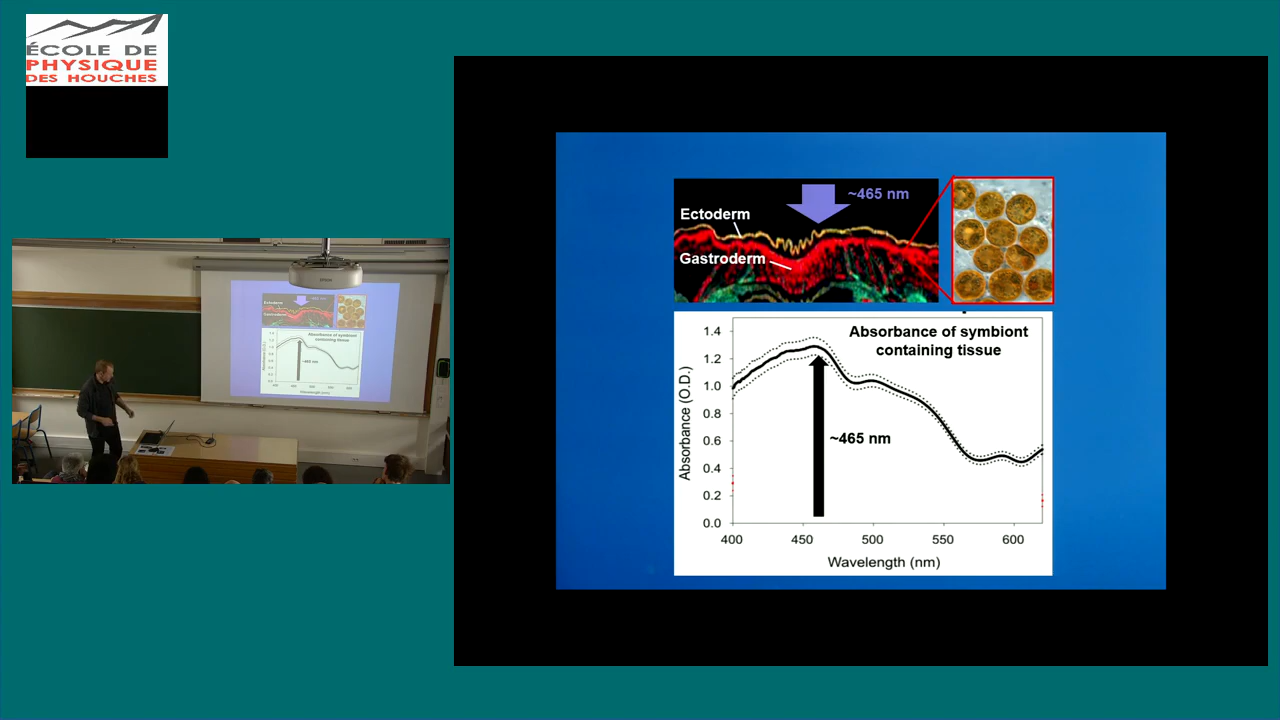 ÉCOLE DE
PHYSIQUE
DES HOUCHES
~465 nm
Ectoderm
Gastroderm
Absorbance of symbiont
containing tissue
Absorbance (O.D.)
1.4
1.2
1.0
0.8
0.6
0.4
0.2
0.0
~465 nm
400
450
500
550
600
Wavelength (nm)